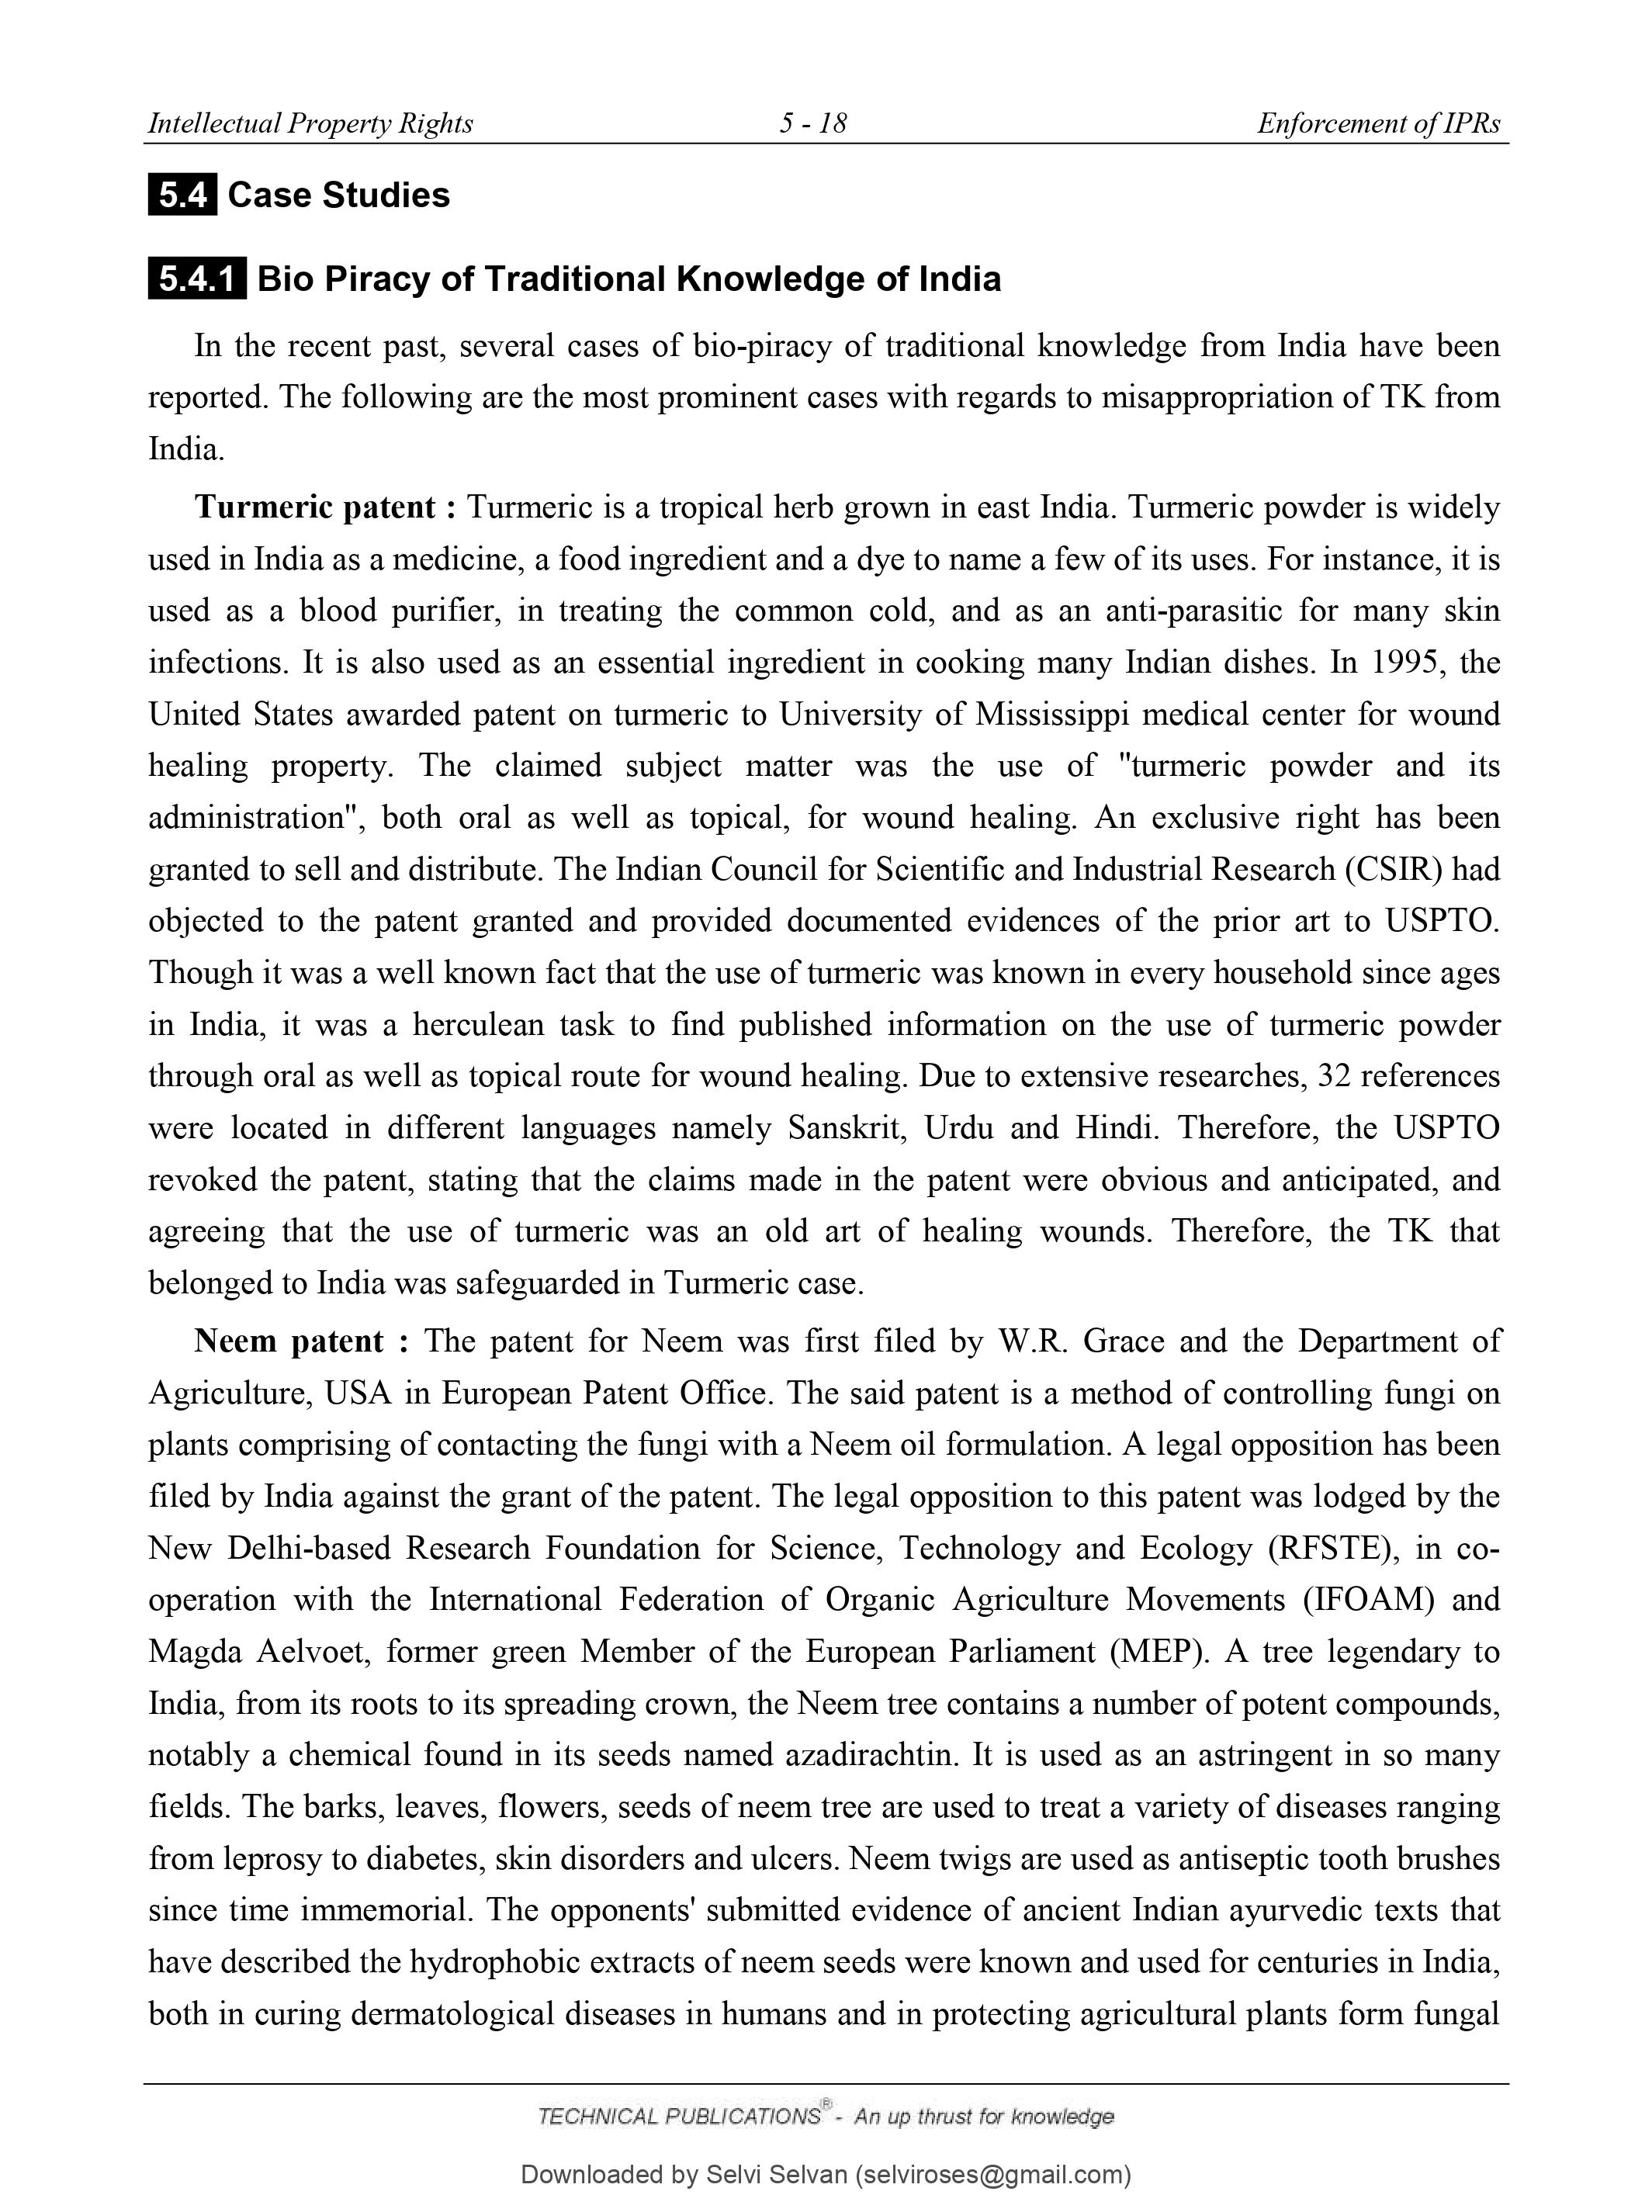 Intellectual Property Rights 5 - 18 Enforcement of IPRs
5.4 Case Studies
5.4.1 Bio Piracy of Traditional Knowledge of India
In the recent past, several cases of bio-piracy of traditional knowledge from India have been
reported. The following are the most prominent cases with regards to misappropriation of TK from
India.
Turmeric patent : Turmeric is a tropical herb grown in east India. Turmeric powder is widely
used in India as a medicine, a food ingredient and a dye to name a few of its uses. For instance, it is
used as a blood purifier, in treating the common cold, and as an anti-parasitic for many skin
infections. It is also used as an essential ingredient in cooking many Indian dishes. In 1995, the
United States awarded patent on turmeric to University of Mississippi medical center for wound
healing property. The claimed subject matter was the use of "turmeric powder and its
administration", both oral as well as topical, for wound healing. An exclusive right has been
granted to sell and distribute. The Indian Council for Scientific and Industrial Research (CSIR) had
objected to the patent granted and provided documented evidences of the prior art to USPTO.
Though it was a well known fact that the use of turmeric was known in every household since ages
in India, it was a herculean task to find published information on the use of turmeric powder
through oral as well as topical route for wound healing. Due to extensive researches, 32 references
were located in different languages namely Sanskrit, Urdu and Hindi. Therefore, the USPTO
revoked the patent, stating that the claims made in the patent were obvious and anticipated, and
agreeing that the use of turmeric was an old art of healing wounds. Therefore, the TK that
belonged to India was safeguarded in Turmeric case.
Neem patent : The patent for Neem was first filed by W.R. Grace and the Department of
Agriculture, USA in European Patent Office. The said patent is a method of controlling fungi on
plants comprising of contacting the fungi with a Neem oil formulation. A legal opposition has been
filed by India against the grant of the patent. The legal opposition to this patent was lodged by the
New Delhi-based Research Foundation for Science, Technology and Ecology (RFSTE), in co-
operation with the International Federation of Organic Agriculture Movements (IFOAM) and
Magda Aelvoet, former green Member of the European Parliament (MEP). A tree legendary to
India, from its roots to its spreading crown, the Neem tree contains a number of potent compounds,
notably a chemical found in its seeds named azadirachtin. It is used as an astringent in so many
fields. The barks, leaves, flowers, seeds of neem tree are used to treat a variety of diseases ranging
from leprosy to diabetes, skin disorders and ulcers. Neem twigs are used as antiseptic tooth brushes
since time immemorial. The opponents' submitted evidence of ancient Indian ayurvedic texts that
have described the hydrophobic extracts of neem seeds were known and used for centuries in India,
both in curing dermatological diseases in humans and in protecting agricultural plants form fungal
TECHNICAL PUBLICATIONS® - An up thrust for knowledge
Downloaded by Selvi Selvan (selviroses@gmail.com)